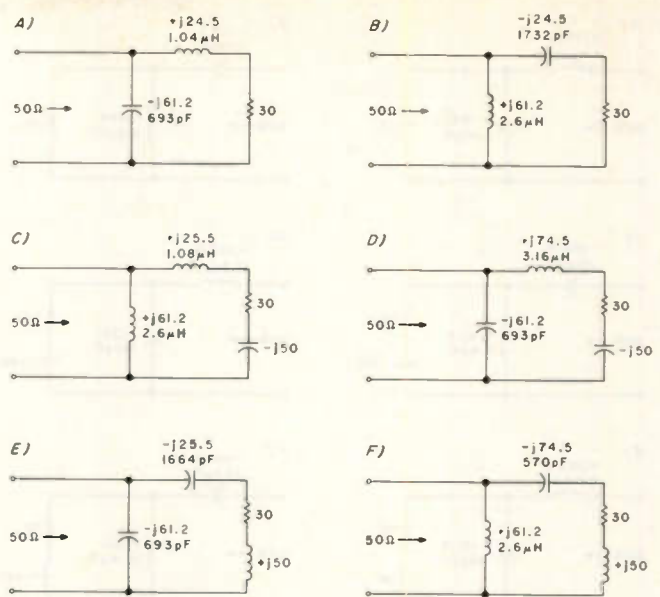 A)
+j24.5
1.04µH
50Ω
-j61.2
693pF
30
B)
-j24.5
1732pF
+j61.2
2.6µH
30
C)
+j25.5
1.08µH
50Ω
+j61.2
2.6µH
30
-j50
D)
+j74.5
3.16µH
50Ω
-j61.2
693pF
30
-j50
E)
-j25.5
1664pF
50Ω
-j61.2
693pF
30
+j50
F)
-j74.5
570pF
50Ω
+j61.2
2.6µH
30
+j50
50Ω